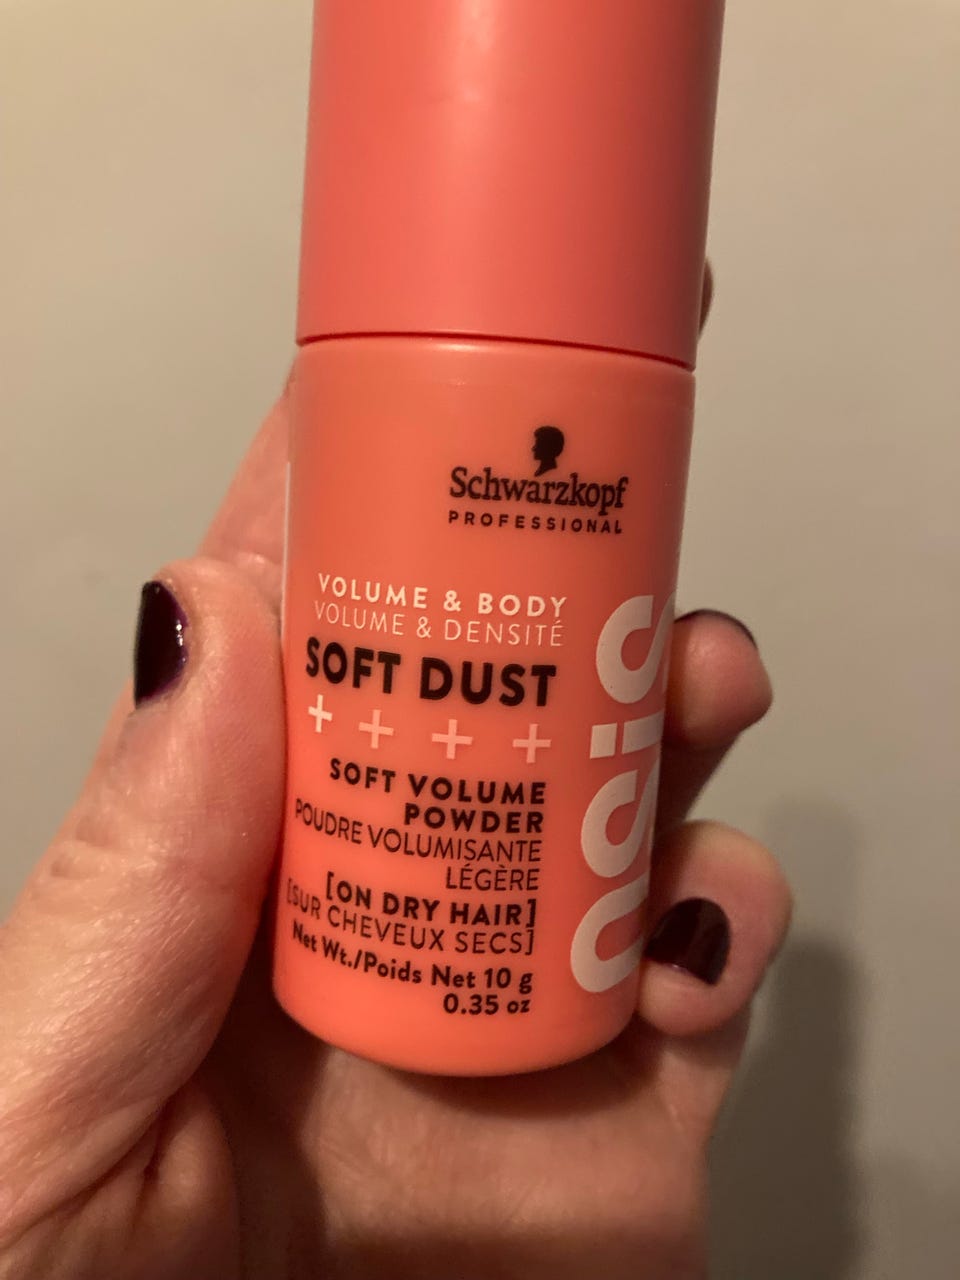 Schwarzkopf
PROFESSIONAL
VOLUME & BODY
VOLUME & DENSITÉ
SOFT DUST
+ + + +
SOFT VOLUME
POWDER
POUDRE VOLUMISANTE
LÉGÈRE
[ON DRY HAIR]
[SUR CHEVEUX SECS]
Net Wt./Poids Net 10 g
0.35 oz
osis